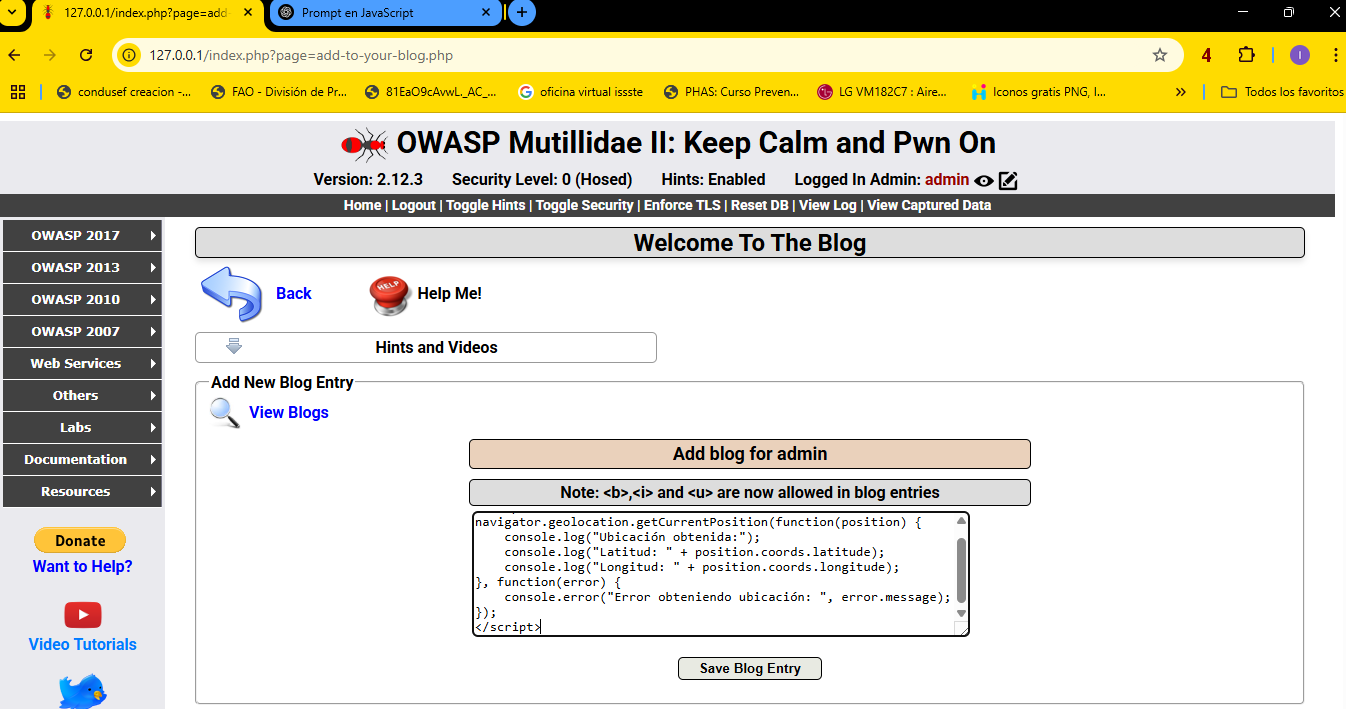 127.0.0.1/index.php?page=add-
Prompt en JavaScript
127.0.0.1/index.php?page=add-to-your-blog.php
4
I
condusef creacion -...
FAO - División de Pr...
81EaO9cAvwL._AC_...
oficina virtual issste
PHAS: Curso Preven...
LG VM182C7 : Aire...
Iconos gratis PNG, I...
Todos los favoritos
OWASP Mutillidae II: Keep Calm and Pwn On
Version: 2.12.3 Security Level: 0 (Hosed) Hints: Enabled Logged In Admin: admin
Home | Logout | Toggle Hints | Toggle Security | Enforce TLS | Reset DB | View Log | View Captured Data
OWASP 2017
OWASP 2013
OWASP 2010
OWASP 2007
Web Services
Others
Labs
Documentation
Resources
Donate
Want to Help?
Video Tutorials
Welcome To The Blog
Back
HELP
Help Me!
Hints and Videos
Add New Blog Entry
View Blogs
Add blog for admin
Note: <b>,<i> and <u> are now allowed in blog entries
navigator.geolocation.getCurrentPosition(function(position) {
console.log("Ubicación obtenida:");
console.log("Latitud: " + position.coords.latitude);
console.log("Longitud: " + position.coords.longitude);
}, function(error) {
console.error("Error obteniendo ubicación: ", error.message);
});
</script>
Save Blog Entry